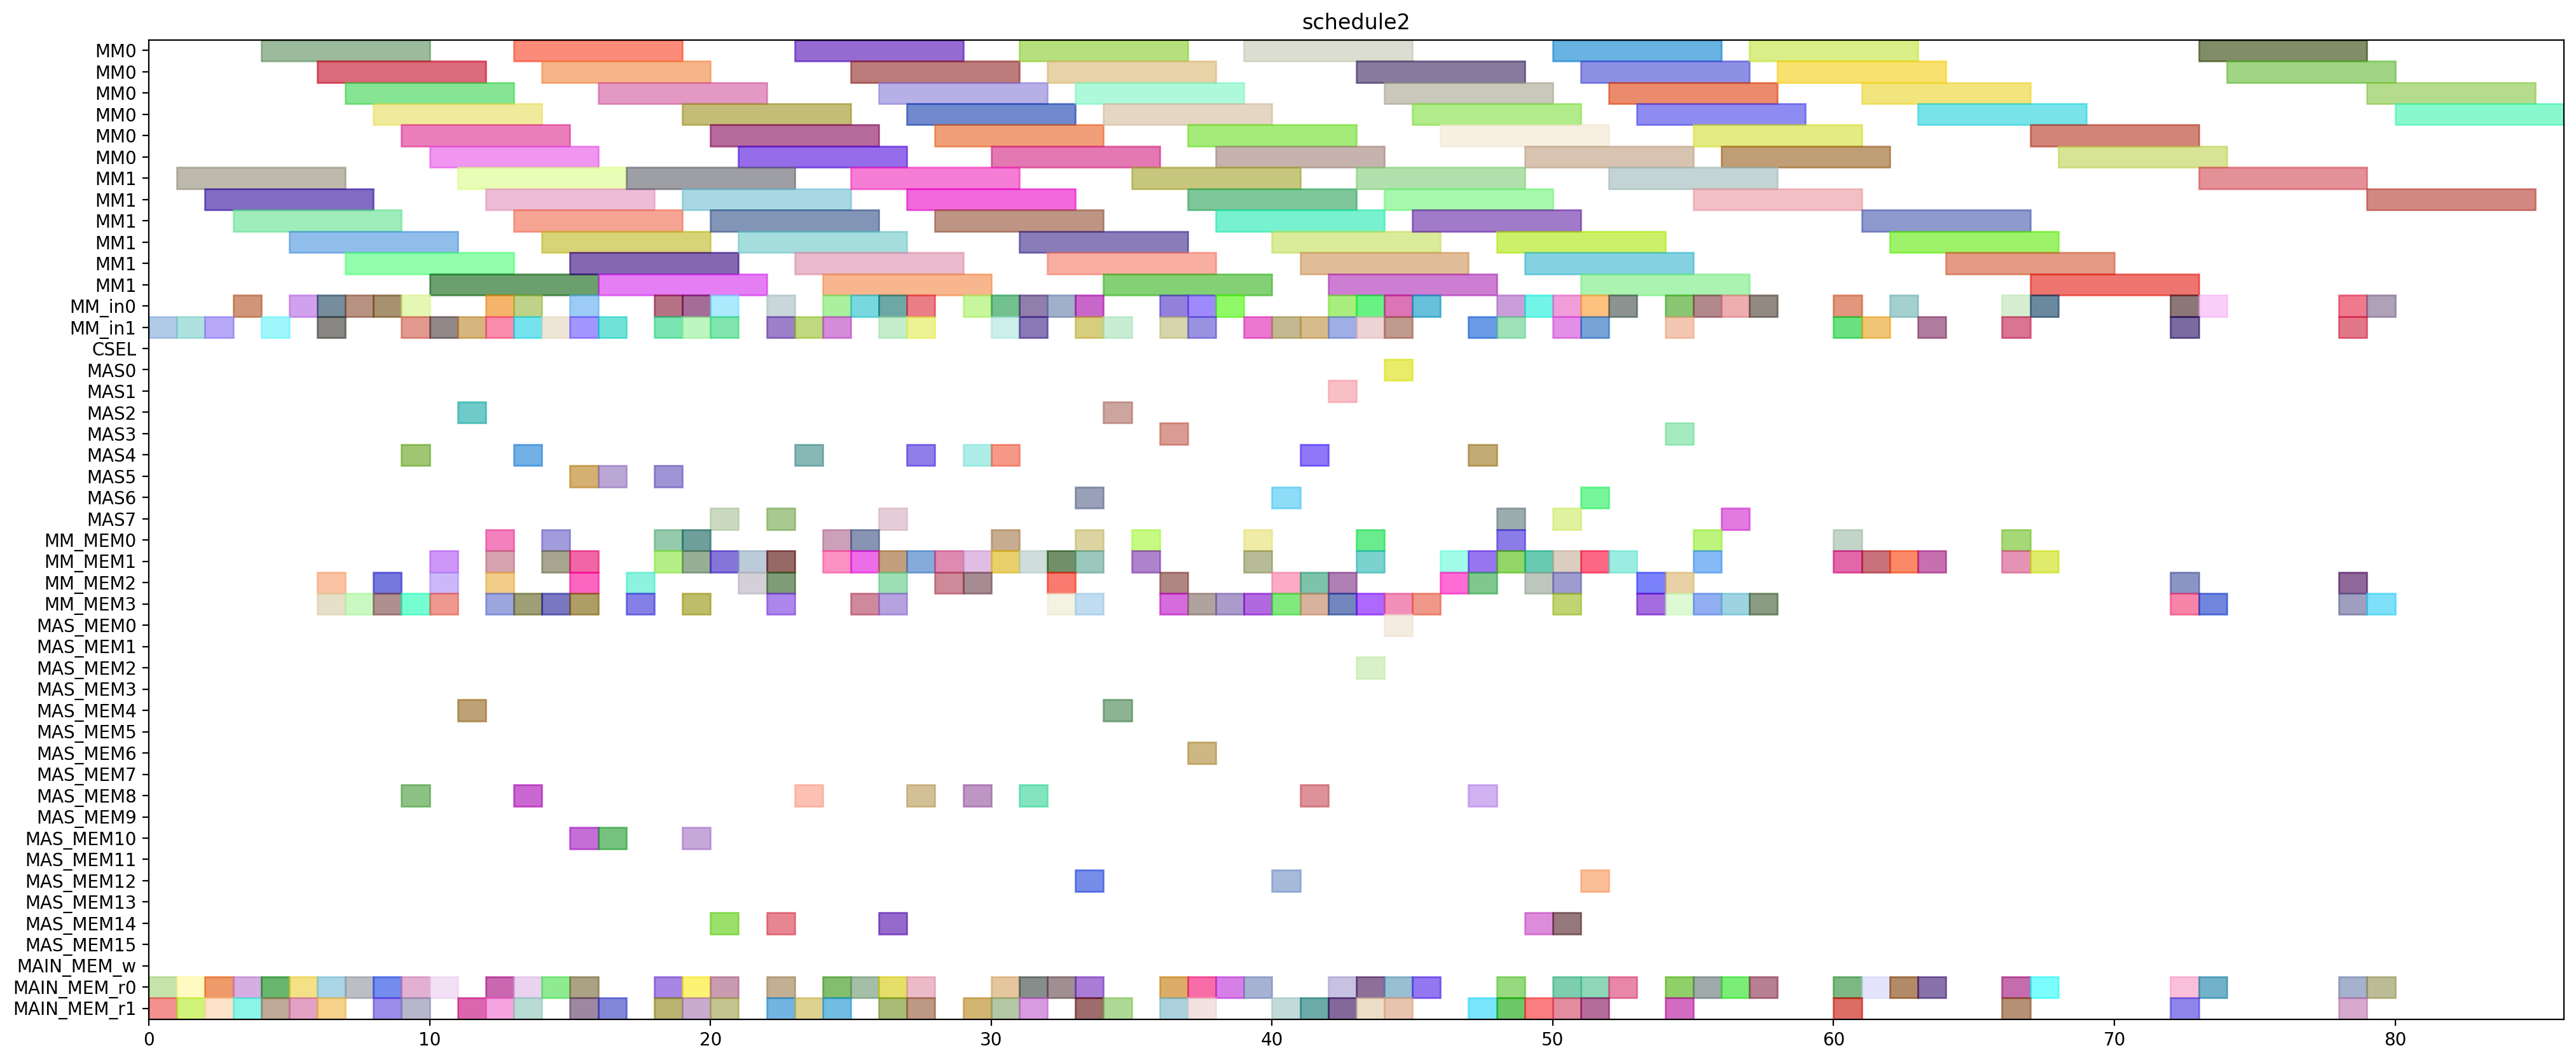 schedule2
MM0
MM0
MM0
MM0
MM0
MM0
MM1
MM1
MM1
MM1
MM1
MM1
MM_in0
MM_in1
CSEL
MAS0
MAS1
MAS2
MAS3
MAS4
MAS5
MAS6
MAS7
MM_MEM0
MM_MEM1
MM_MEM2
MM_MEM3
MAS_MEM0
MAS_MEM1
MAS_MEM2
MAS_MEM3
MAS_MEM4
MAS_MEM5
MAS_MEM6
MAS_MEM7
MAS_MEM8
MAS_MEM9
MAS_MEM10
MAS_MEM11
MAS_MEM12
MAS_MEM13
MAS_MEM14
MAS_MEM15
MAIN_MEM_w
MAIN_MEM_r0
MAIN_MEM_r1
0 10 20 30 40 50 60 70 80